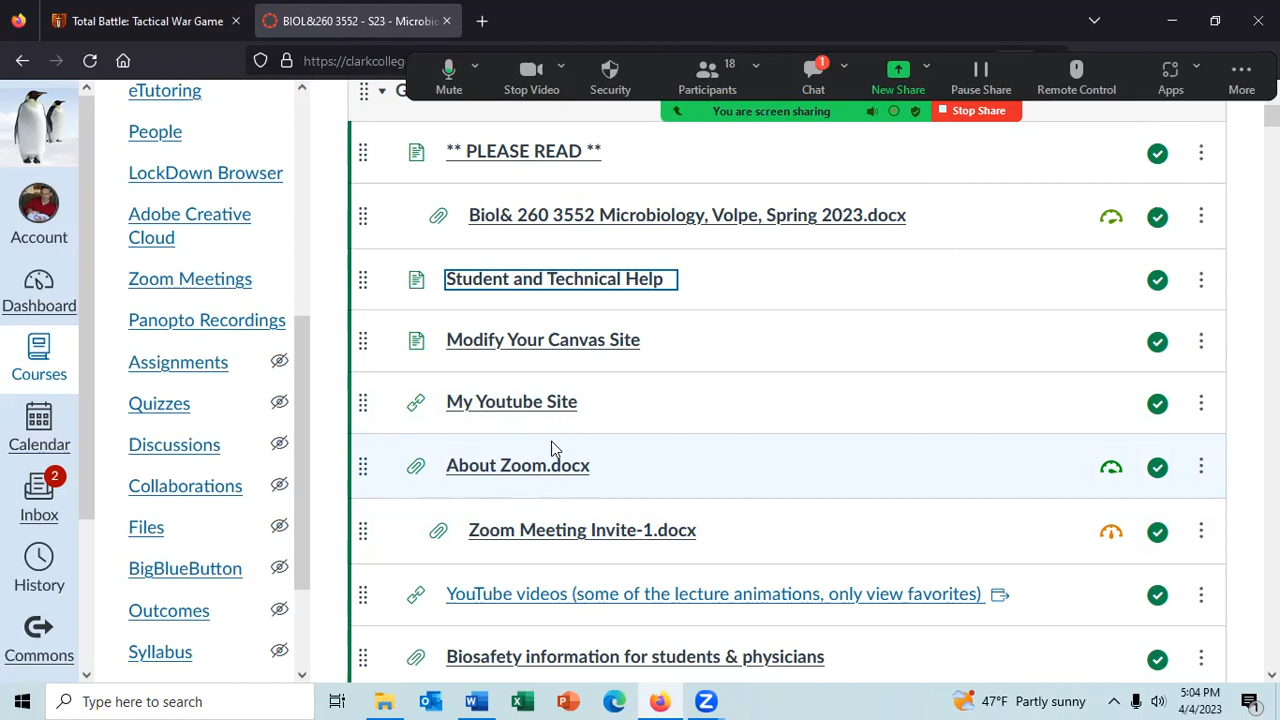 Total Battle: Tactical War Game
BIOL&260 3552 - S23 - Microbio
https://clarkcolleg
Mute
Stop Video
Security
18
Participants
1
Chat
New Share
Pause Share
Remote Control
Apps
More
You are screen sharing
Stop Share
Account
Dashboard
Courses
Calendar
2
Inbox
History
Commons
eTutoring
People
LockDown Browser
Adobe Creative
Cloud
Zoom Meetings
Panopto Recordings
Assignments
Quizzes
Discussions
Collaborations
Files
BigBlueButton
Outcomes
Syllabus
** PLEASE READ **
Biol& 260 3552 Microbiology, Volpe, Spring 2023.docx
Student and Technical Help
Modify Your Canvas Site
My Youtube Site
About Zoom.docx
Zoom Meeting Invite-1.docx
YouTube videos (some of the lecture animations, only view favorites)
Biosafety information for students & physicians
Type here to search
47°F Partly sunny
5:04 PM
4/4/2023
1